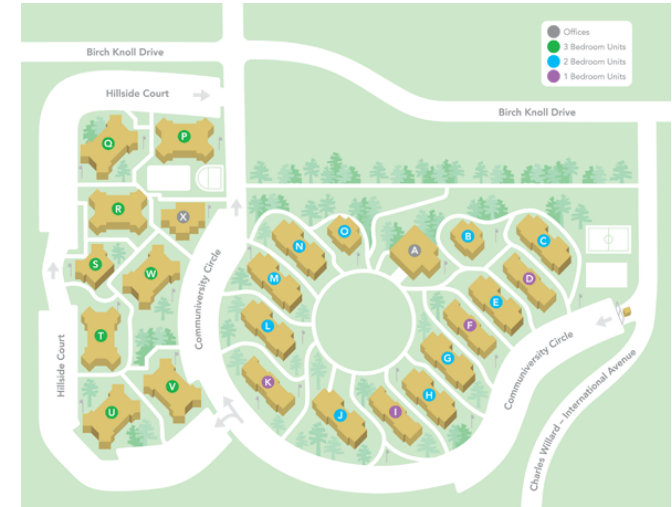 Offices
3 Bedroom Units
2 Bedroom Units
1 Bedroom Units
Birch Knoll Drive
Hillside Court
Birch Knoll Drive
Q
P
R
X
S
W
T
V
U
O
N
M
L
K
J
I
H
G
F
E
D
C
B
A
Communiversity Circle
Hillside Court
Communiversity Circle
Charles Willard – International Avenue